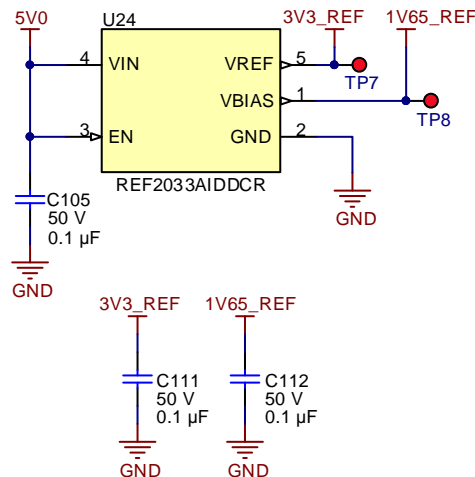 5V0
U24
3V3_REF
1V65_REF
4
VIN
VREF
5
TP7
VBIAS
1
TP8
3
EN
GND
2
REF2033AIDDCR
C105
50 V
0.1 µF
GND
GND
3V3_REF
1V65_REF
C111
50 V
0.1 µF
C112
50 V
0.1 µF
GND
GND